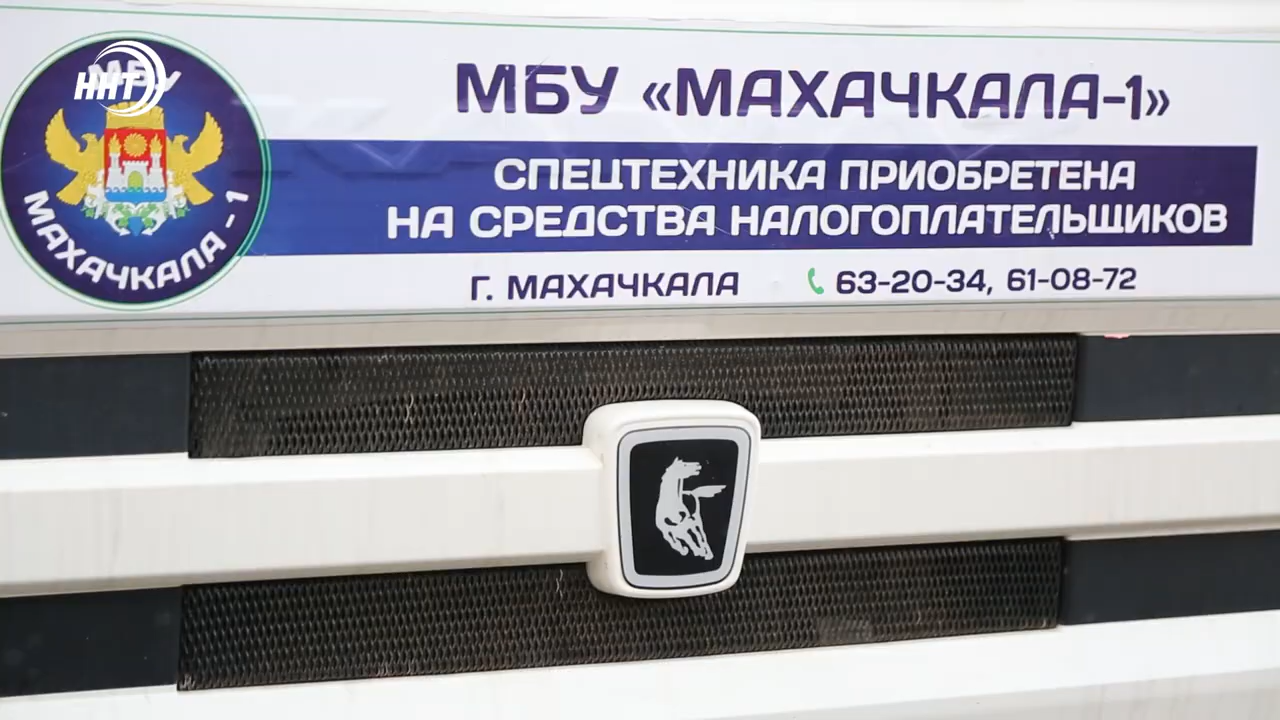 ННТ
МБУ
МАХАЧКАЛА-1
МБУ «МАХАЧКАЛА-1»
СПЕЦТЕХНИКА ПРИОБРЕТЕНА
НА СРЕДСТВА НАЛОГОПЛАТЕЛЬЩИКОВ
Г. МАХАЧКАЛА 63-20-34, 61-08-72